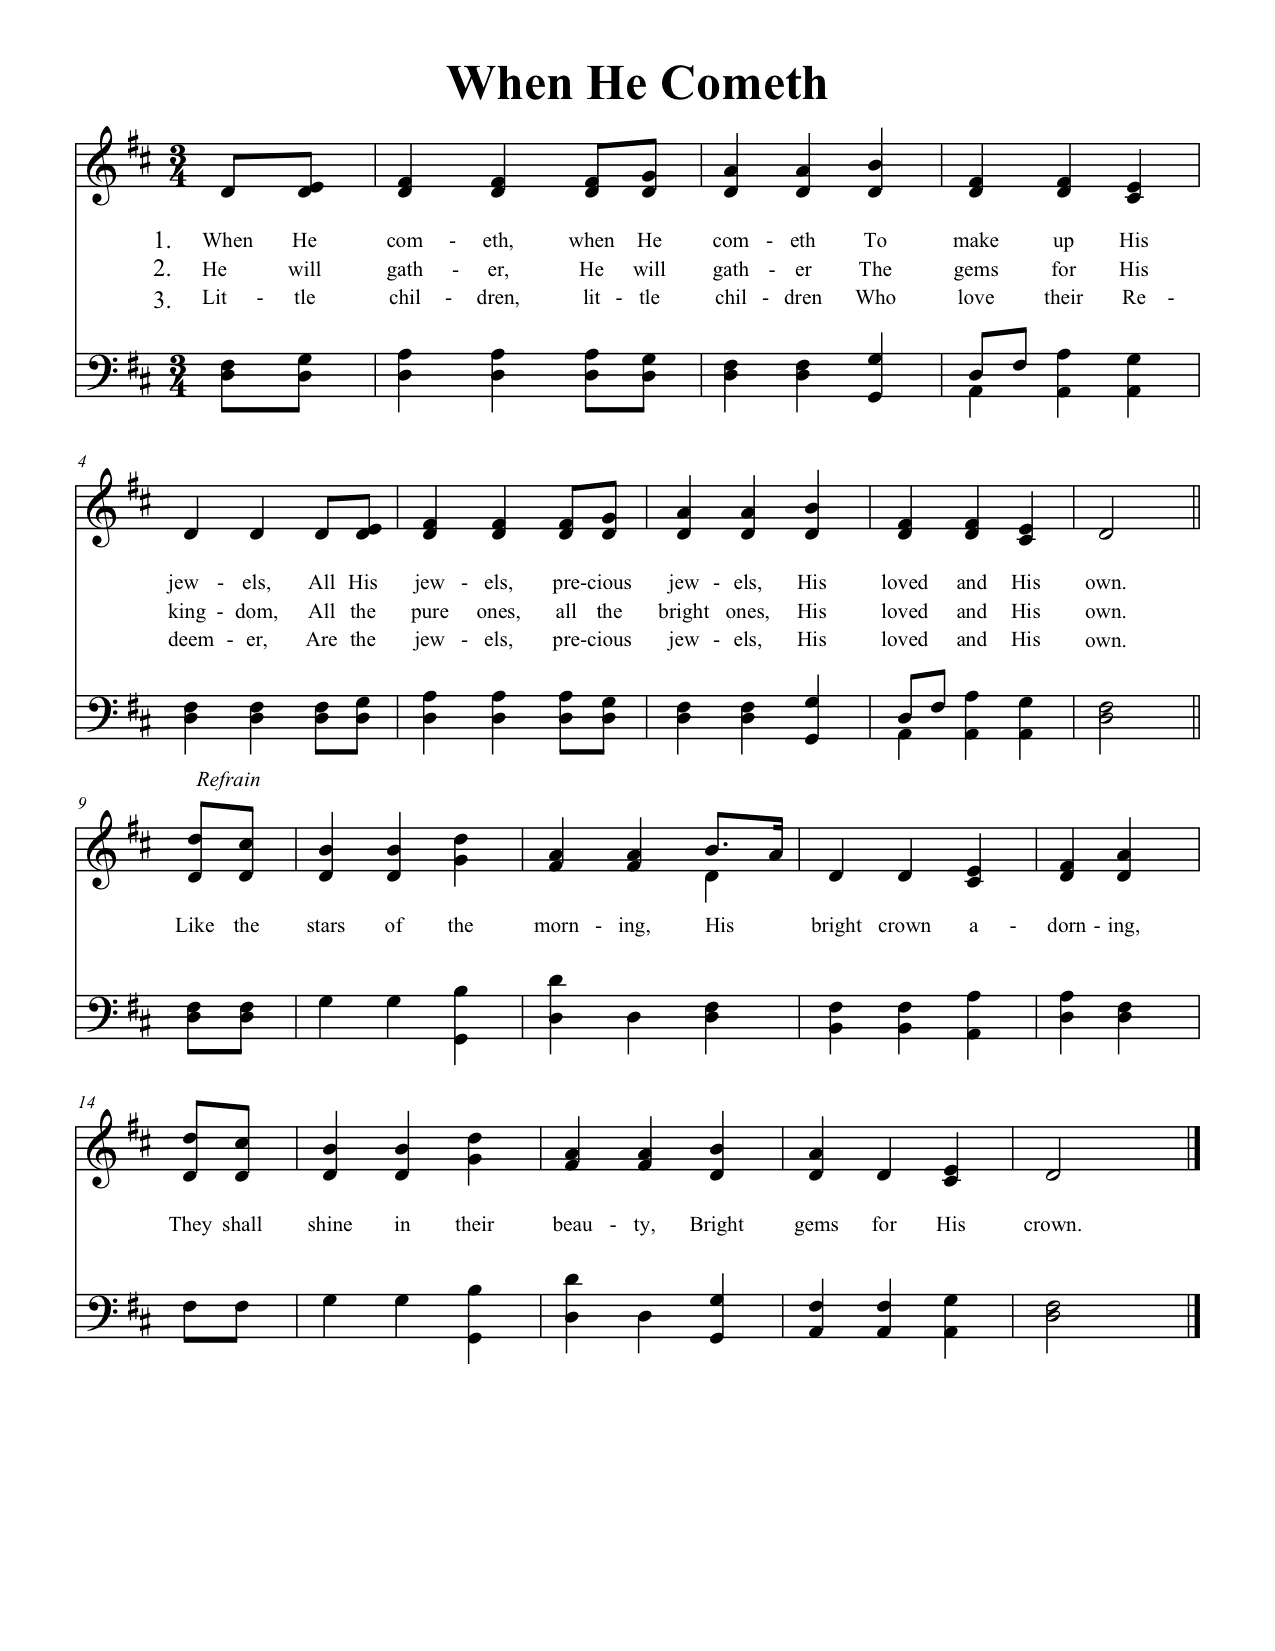 When He Cometh
1. When He com - eth, when He com - eth To make up His
2. He will gath - er, He will gath - er The gems for His
3. Lit - tle chil - dren, lit - tle chil - dren Who love their Re -
4
jew - els, All His jew - els, pre-cious jew - els, His loved and His own.
king - dom, All the pure ones, all the bright ones, His loved and His own.
deem - er, Are the jew - els, pre-cious jew - els, His loved and His own.
Refrain
9
Like the stars of the morn - ing, His bright crown a - dorn - ing,
14
They shall shine in their beau - ty, Bright gems for His crown.